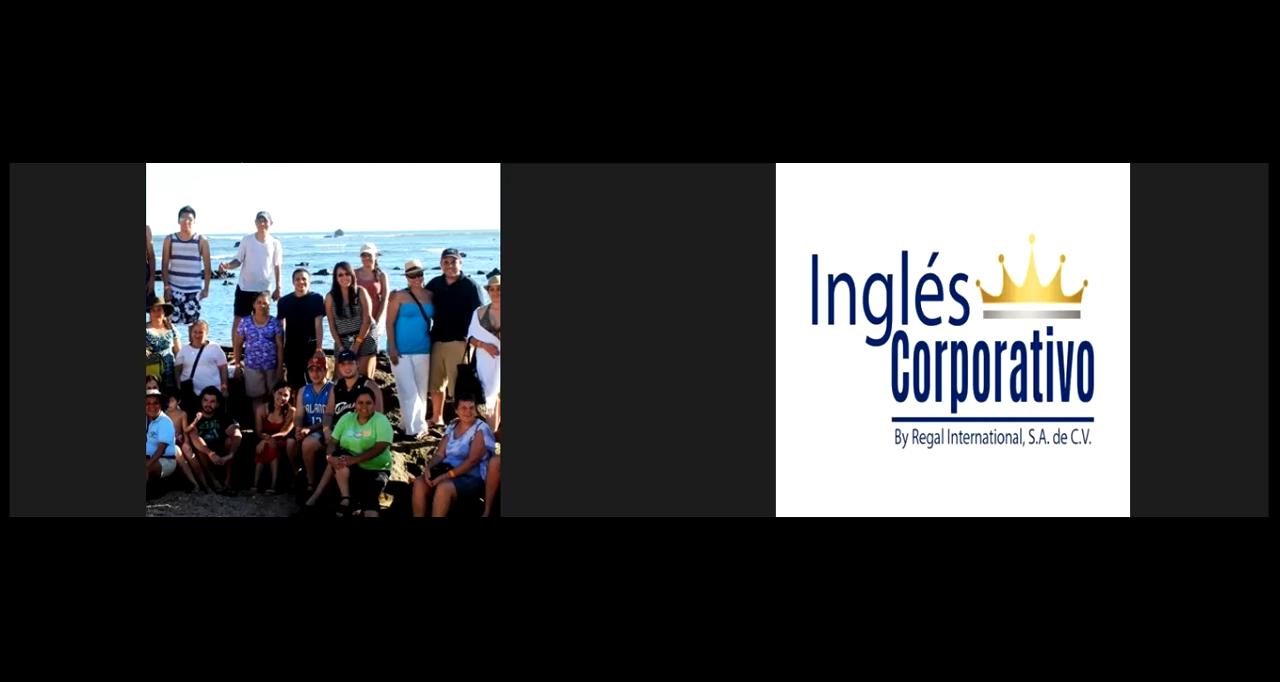 Inglés
Corporativo
By Regal International, S.A. de C.V.